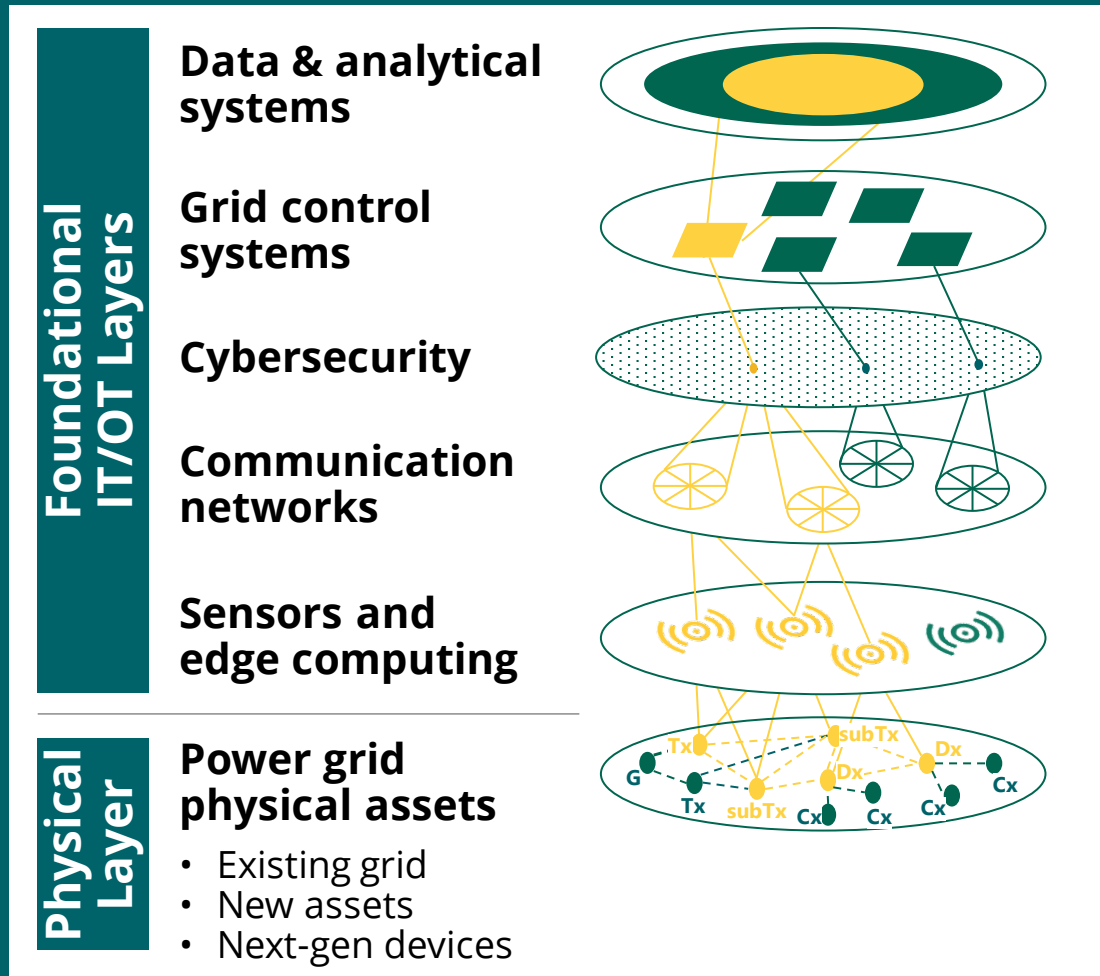 Foundational
IT/OT Layers
Data & analytical
systems
Grid control
systems
Cybersecurity
Communication
networks
Sensors and
edge computing
Physical
Layer
Power grid
physical assets
• Existing grid
• New assets
• Next-gen devices
Tx
subTx
Dx
G
Dx
Cx
Tx
subTx
Cx
Cx
Cx